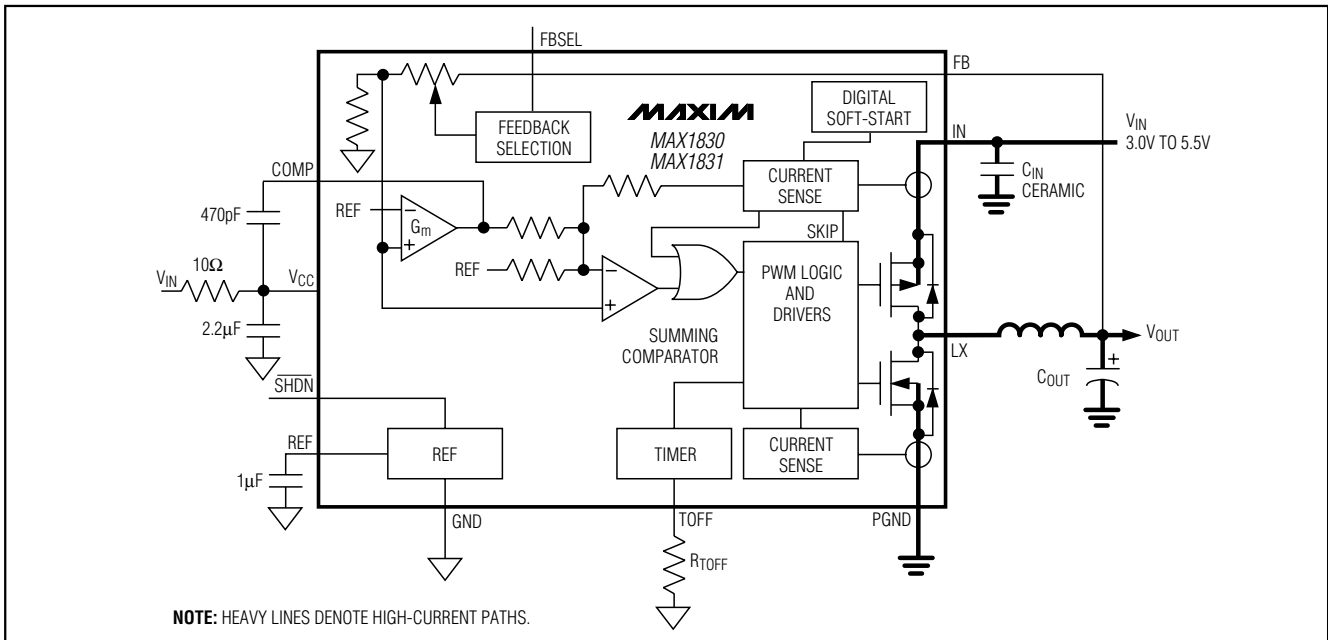 FBSEL
FB
DIGITAL
SOFT-START
MAXIM
MAX1830
MAX1831
FEEDBACK
SELECTION
IN
VIN
3.0V TO 5.5V
CIN
CERAMIC
COMP
CURRENT
SENSE
470pF
REF
Gm
SKIP
REF
PWM LOGIC
AND
DRIVERS
VIN
10Ω
VCC
2.2µF
SUMMING
COMPARATOR
LX
VOUT
COUT
SHDN
REF
1µF
REF
TIMER
CURRENT
SENSE
GND
TOFF
PGND
RTOFF
NOTE: HEAVY LINES DENOTE HIGH-CURRENT PATHS.